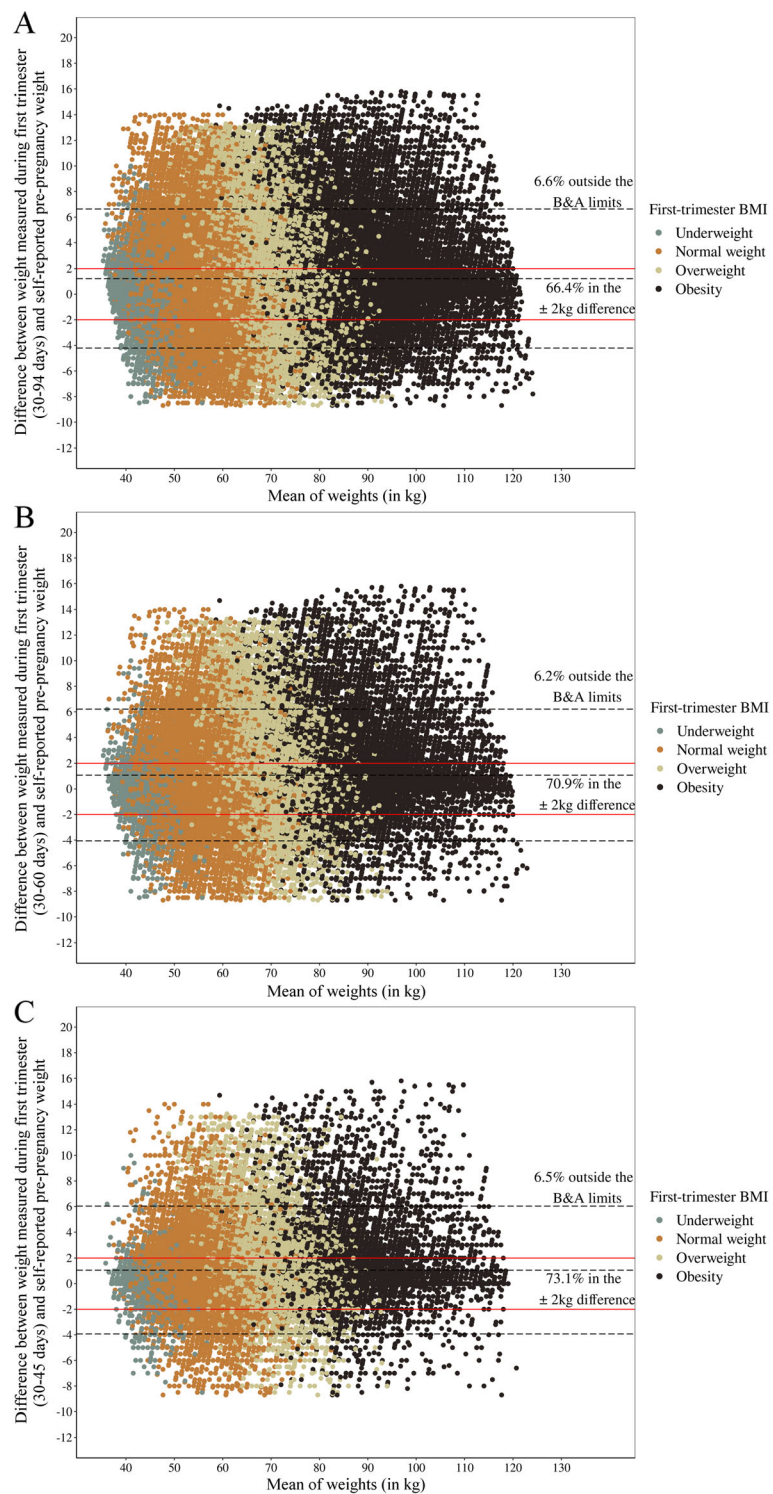 A
Difference between weight measured during first trimester
(30-94 days) and self-reported pre-pregnancy weight
20
18
16
14
12
10
8
6
4
2
0
-2
-4
-6
-8
-10
-12
6.6% outside the
B&A limits
66.4% in the
± 2kg difference
40 50 60 70 80 90 100 110 120 130
Mean of weights (in kg)
First-trimester BMI
Underweight
Normal weight
Overweight
Obesity
B
Difference between weight measured during first trimester
(30-60 days) and self-reported pre-pregnancy weight
20
18
16
14
12
10
8
6
4
2
0
-2
-4
-6
-8
-10
-12
6.2% outside the
B&A limits
70.9% in the
± 2kg difference
40 50 60 70 80 90 100 110 120 130
Mean of weights (in kg)
First-trimester BMI
Underweight
Normal weight
Overweight
Obesity
C
Difference between weight measured during first trimester
(30-45 days) and self-reported pre-pregnancy weight
20
18
16
14
12
10
8
6
4
2
0
-2
-4
-6
-8
-10
-12
6.5% outside the
B&A limits
73.1% in the
± 2kg difference
40 50 60 70 80 90 100 110 120 130
Mean of weights (in kg)
First-trimester BMI
Underweight
Normal weight
Overweight
Obesity